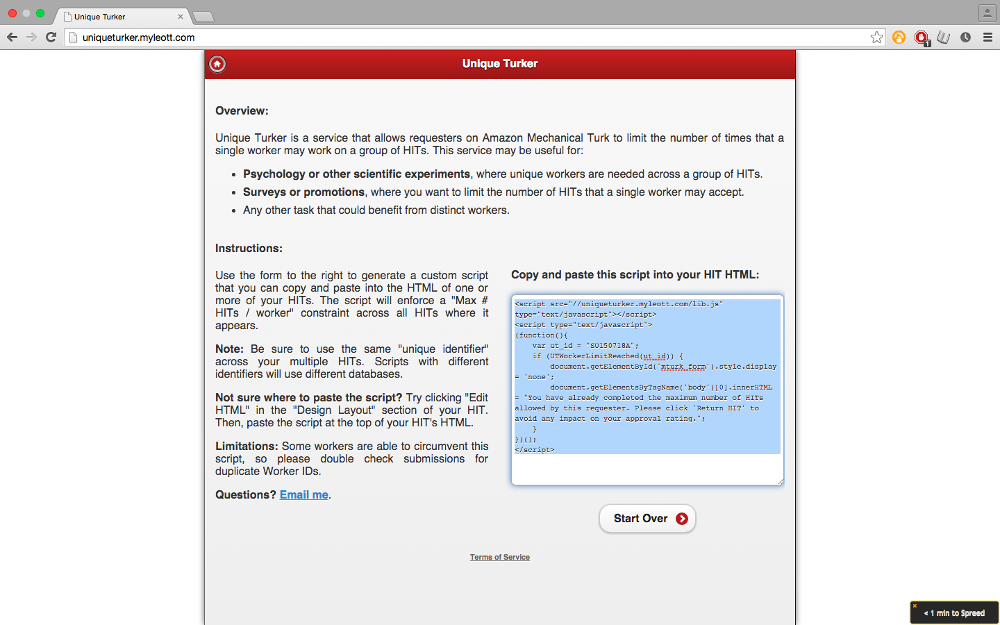 Unique Turker
uniqueturker.myleott.com
1
Unique Turker
Overview:
Unique Turker is a service that allows requesters on Amazon Mechanical Turk to limit the number of times that a
single worker may work on a group of HITs. This service may be useful for:
• Psychology or other scientific experiments, where unique workers are needed across a group of HITs.
• Surveys or promotions, where you want to limit the number of HITs that a single worker may accept.
• Any other task that could benefit from distinct workers.
Instructions:
Use the form to the right to generate a custom script
that you can copy and paste into the HTML of one or
more of your HITs. The script will enforce a "Max #
HITs / worker" constraint across all HITs where it
appears.
Note: Be sure to use the same "unique identifier"
across your multiple HITs. Scripts with different
identifiers will use different databases.
Not sure where to paste the script? Try clicking "Edit
HTML" in the "Design Layout" section of your HIT.
Then, paste the script at the top of your HIT's HTML.
Limitations: Some workers are able to circumvent this
script, so please double check submissions for
duplicate Worker IDs.
Questions? Email me.
Copy and paste this script into your HIT HTML:
<script src="//uniqueturker.myleott.com/lib.js"
type="text/javascript"></script>
<script type="text/javascript">
(function(){
    var ut_id = "SU150718A";
    if (UTWorkerLimitReached(ut_id)) {
        document.getElementById('mturk_form').style.display
= 'none';
        document.getElementsByTagName('body')[0].innerHTML
= "You have already completed the maximum number of HITs
allowed by this requester. Please click 'Return HIT' to
avoid any impact on your approval rating.";
    }
})();
</script>
Start Over
Terms of Service
< 1 min to Spreed